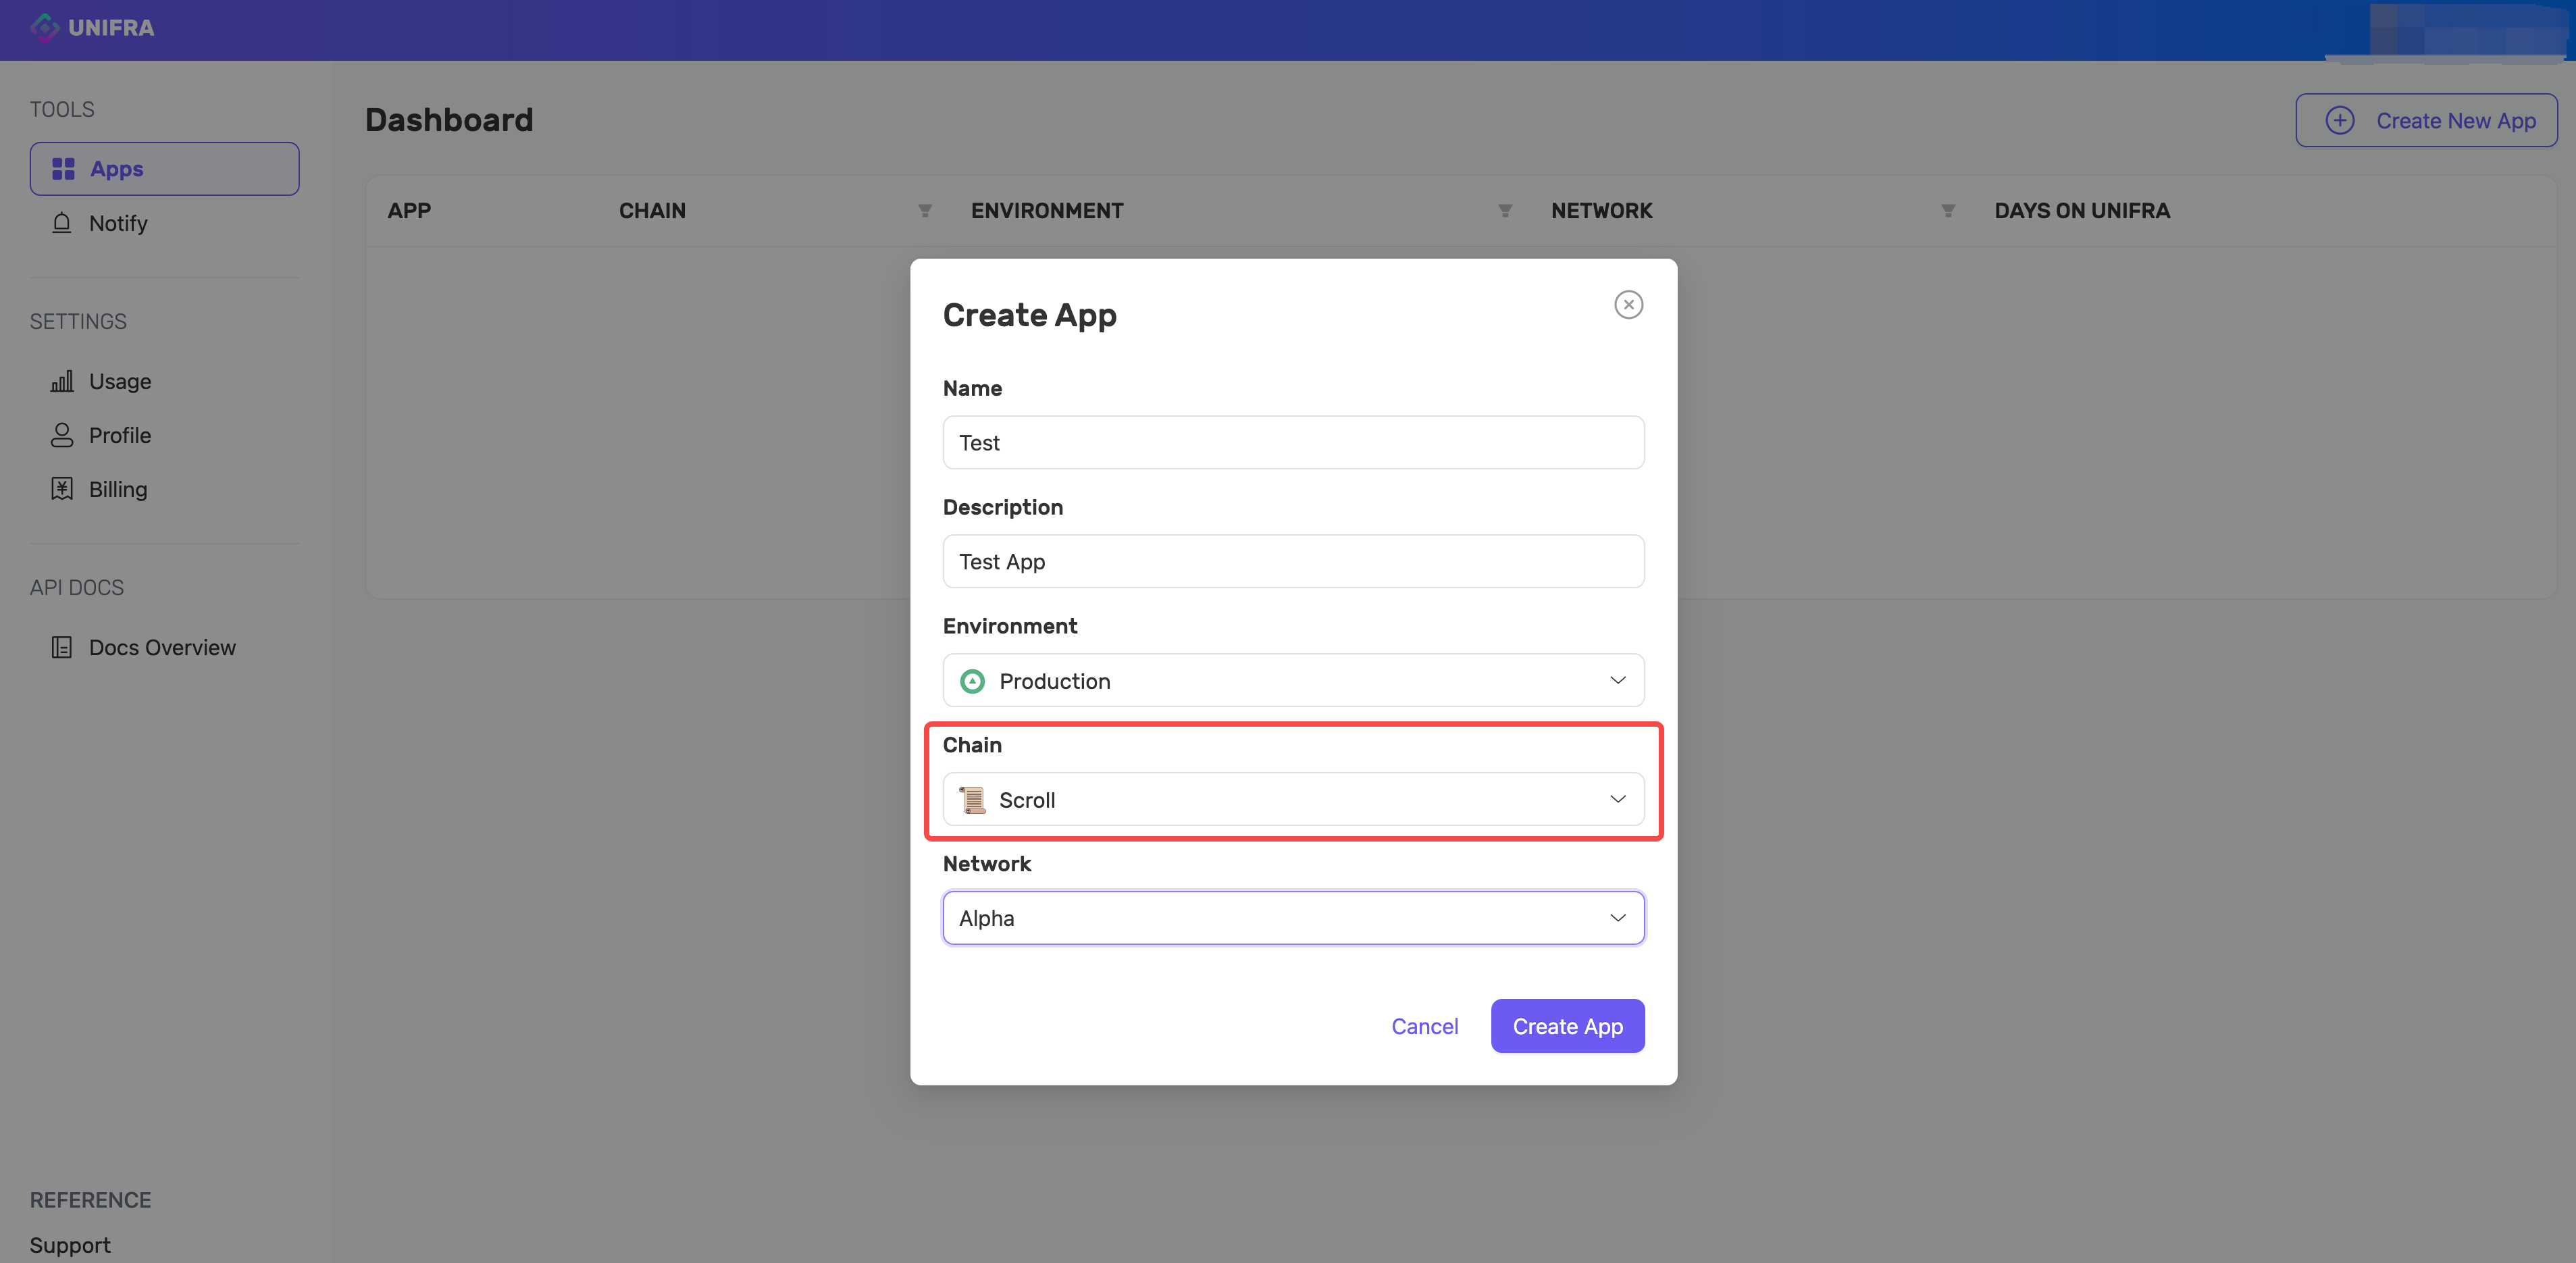 UNIFRA
TOOLS
Apps
Notify
SETTINGS
Usage
Profile
Billing
API DOCS
Docs Overview
REFERENCE
Support
Dashboard
Create New App
APP CHAIN ENVIRONMENT NETWORK DAYS ON UNIFRA
Create App
Name
Test
Description
Test App
Environment
Production
Chain
Scroll
Network
Alpha
Cancel Create App